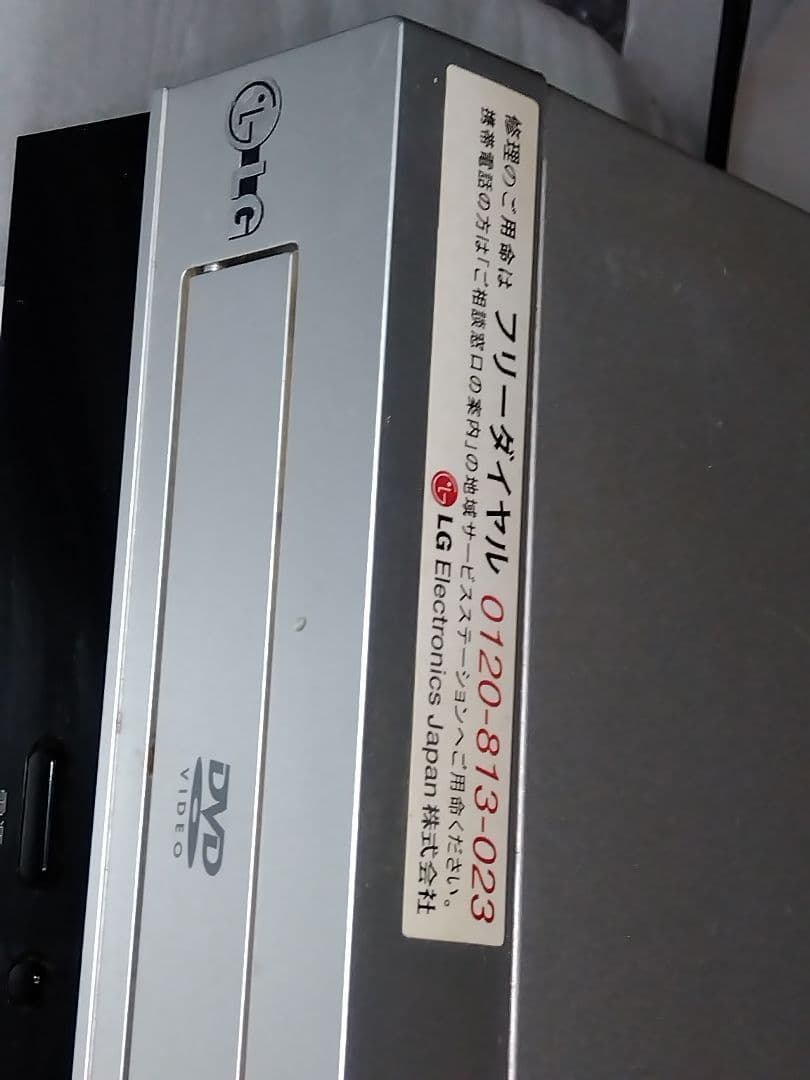 LG
DVD
VIDEO
修理のご用命は フリーダイヤル 0120-813-023
携帯電話の方は「ご相談窓口の案内」の地域サービスステーションへご用命ください。
LG Electronics Japan 株式会社